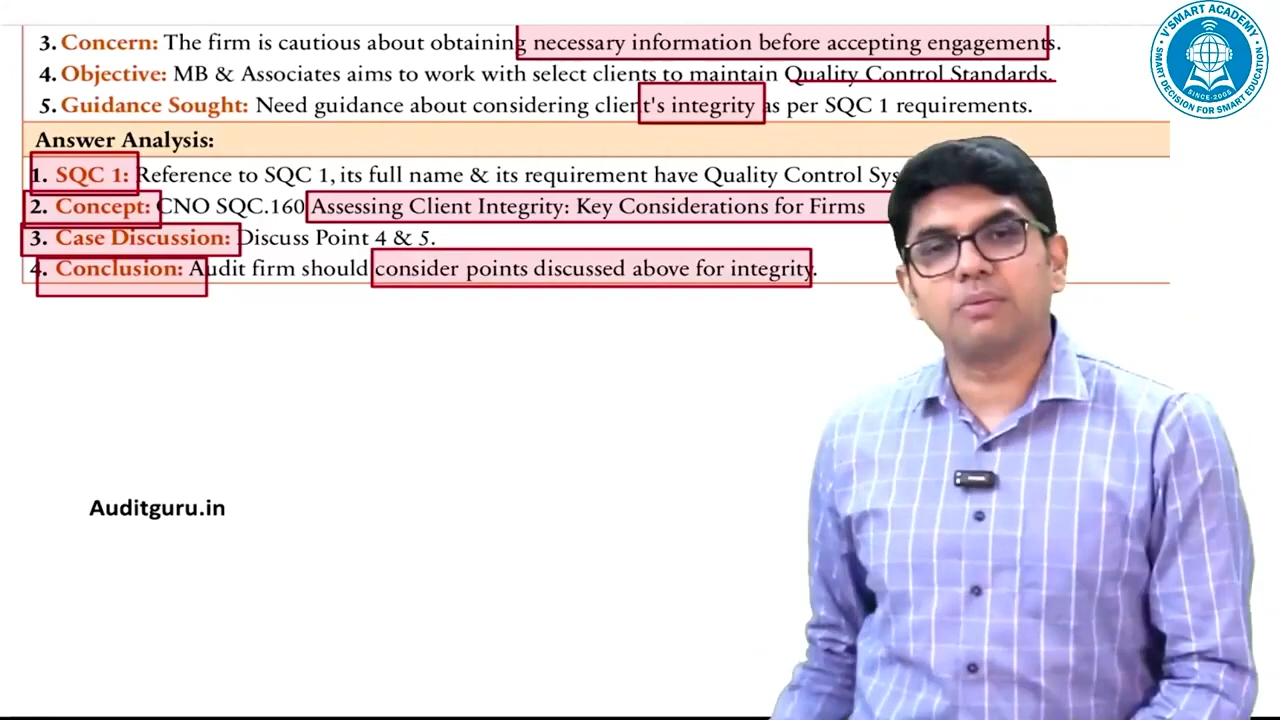 3. Concern: The firm is cautious about obtaining necessary information before accepting engagements.
4. Objective: MB & Associates aims to work with select clients to maintain Quality Control Standards.
5. Guidance Sought: Need guidance about considering client's integrity as per SQC 1 requirements.
Answer Analysis:
1. SQC 1: Reference to SQC 1, its full name & its requirement have Quality Control Sys
2. Concept: CNO SQC.160 Assessing Client Integrity: Key Considerations for Firms
3. Case Discussion: Discuss Point 4 & 5.
4. Conclusion: Audit firm should consider points discussed above for integrity.
Auditguru.in
V'SMART ACADEMY
SINCE-2005
SMART DECISION FOR SMART EDUCATION